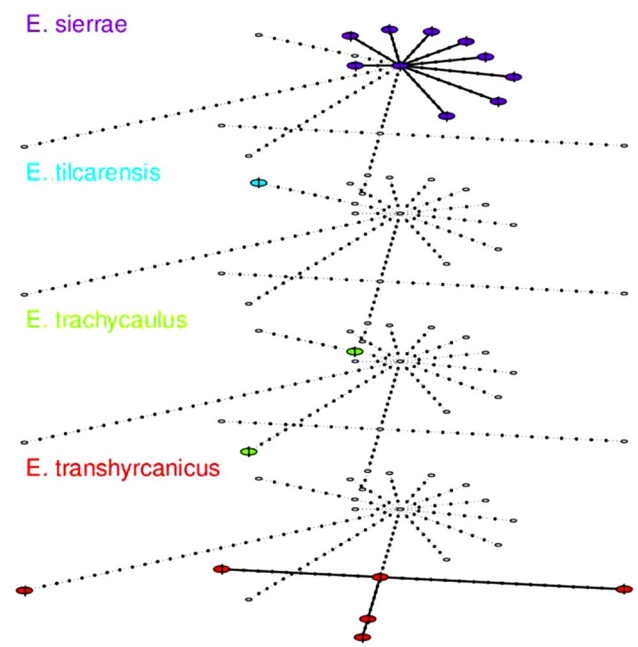 E. sierrae
E. tilcarensis
E. trachycaulus
E. transhyrcanicus